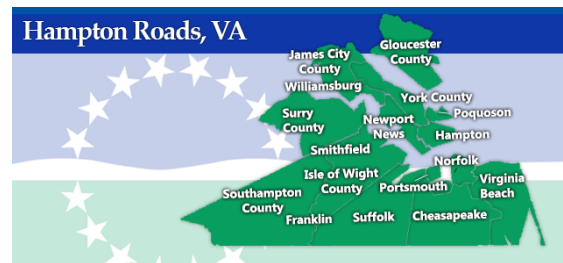 Hampton Roads, VA
Gloucester
County
James City
County
Williamsburg
York County
Poquoson
Surry
County
Newport
News
Hampton
Smithfield
Norfolk
Isle of Wight
County
Portsmouth
Virginia
Beach
Southampton
County
Franklin
Suffolk
Cheasapeake